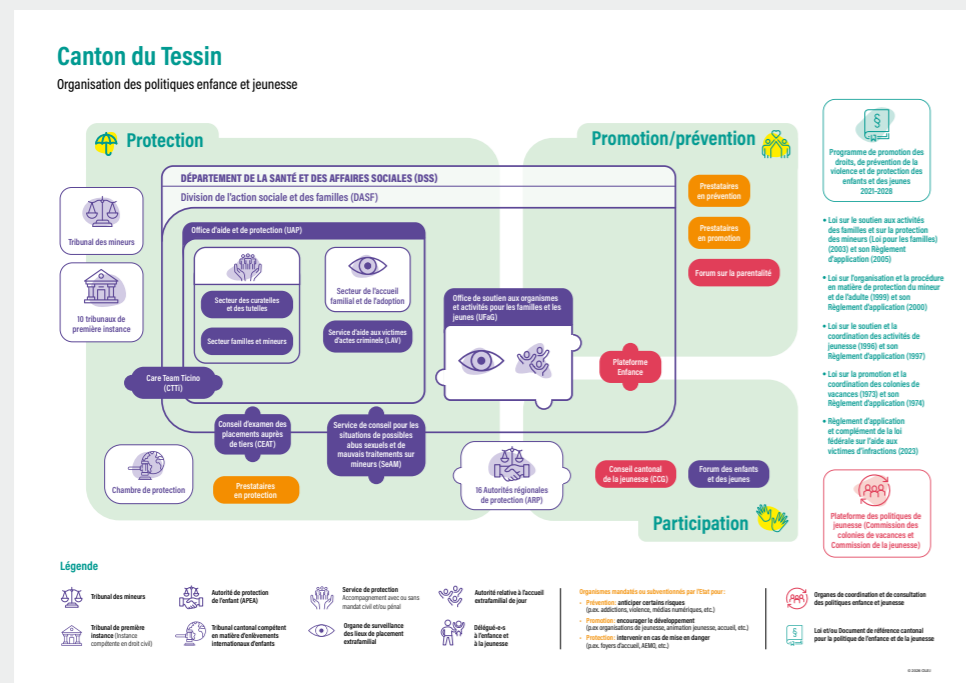 Canton du Tessin
Organisation des politiques enfance et jeunesse
Protection
Promotion/prévention
DÉPARTEMENT DE LA SANTÉ ET DES AFFAIRES SOCIALES (DSS)
Division de l'action sociale et des familles (DASF)
Office d'aide et de protection (UAP)
Tribunal des mineurs
10 tribunaux de
première instance
Secteur des curatelles
et des tutelles
Secteur familles et mineurs
Secteur de l'accueil
familial et de l'adoption
Service d'aide aux victimes
d'actes criminels (LAV)
Office de soutien aux organismes
et activités pour les familles et les
jeunes (UFaG)
Prestataires
en prévention
Prestataires
en promotion
Forum sur la parentalité
Plateforme
Enfance
Care Team Ticino
(CTTi)
Conseil d'examen des
placements auprès
de tiers (CEAT)
Service de conseil pour les
situations de possibles
abus sexuels et de
mauvais traitements sur
mineurs (SeAM)
Chambre de protection
Prestataires
en protection
16 Autorités régionales
de protection (ARP)
Conseil cantonal
de la jeunesse (CCG)
Forum des enfants
et des jeunes
Participation
§
Programme de promotion des
droits, de prévention de la
violence et de protection des
enfants et des jeunes
2021-2028
• Loi sur le soutien aux activités
des familles et sur la protection
des mineurs (Loi pour les familles)
(2003) et son Règlement
d'application (2005)
• Loi sur l'organisation et la procédure
en matière de protection du mineur
et de l'adulte (1999) et son
Règlement d'application (2000)
• Loi sur le soutien et la
coordination des activités de
jeunesse (1996) et son
Règlement d'application (1997)
• Loi sur la promotion et la
coordination des colonies de
vacances (1973) et son
Règlement d'application (1974)
• Règlement d'application
et complément de la loi
fédérale sur l'aide aux
victimes d'infractions (2023)
Plateforme des politiques de
jeunesse (Commission des
colonies de vacances et
Commission de la jeunesse)
Légende
Tribunal des mineurs
Tribunal de première
instance (Instance
compétente en droit civil)
Autorité de protection
de l'enfant (APEA)
Tribunal cantonal compétent
en matière d'enlèvements
internationaux d'enfants
Service de protection
Accompagnement avec ou sans
mandat civil et/ou pénal
Organe de surveillance
des lieux de placement
extrafamilial
Autorité relative à l'accueil
extrafamilial de jour
Délégué-e-s
à l'enfance et
à la jeunesse
Organismes mandatés ou subventionnés par l'Etat pour :
- Prévention: anticiper certains risques
(p.ex. addictions, violence, médias numériques, etc.)
- Promotion: encourager le développement
(p.ex organisations de jeunesse, animation jeunesse, accueil, etc.)
- Protection: intervenir en cas de mise en danger
(p.ex. foyers d'accueil, AEMO, etc.)
Organes de coordination et de consultation
des politiques enfance et jeunesse
§
Loi et/ou Document de référence cantonal
pour la politique de l'enfance et de la jeunesse